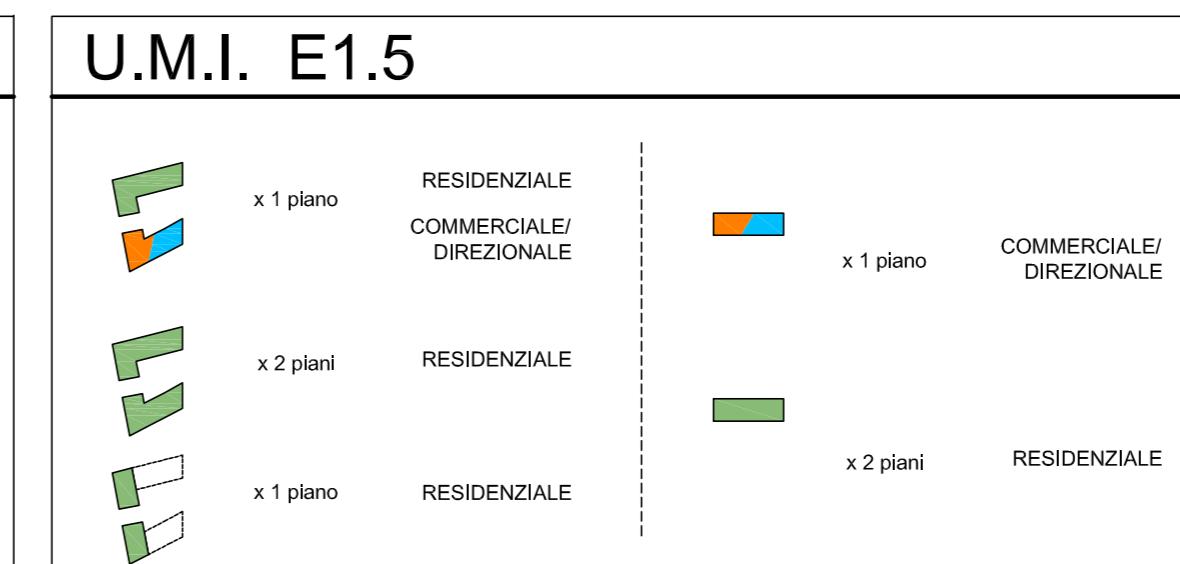 U.M.I. E1.5
x 1 piano
RESIDENZIALE
COMMERCIALE/
DIREZIONALE
x 2 piani
RESIDENZIALE
x 1 piano
RESIDENZIALE
x 1 piano
COMMERCIALE/
DIREZIONALE
x 2 piani
RESIDENZIALE